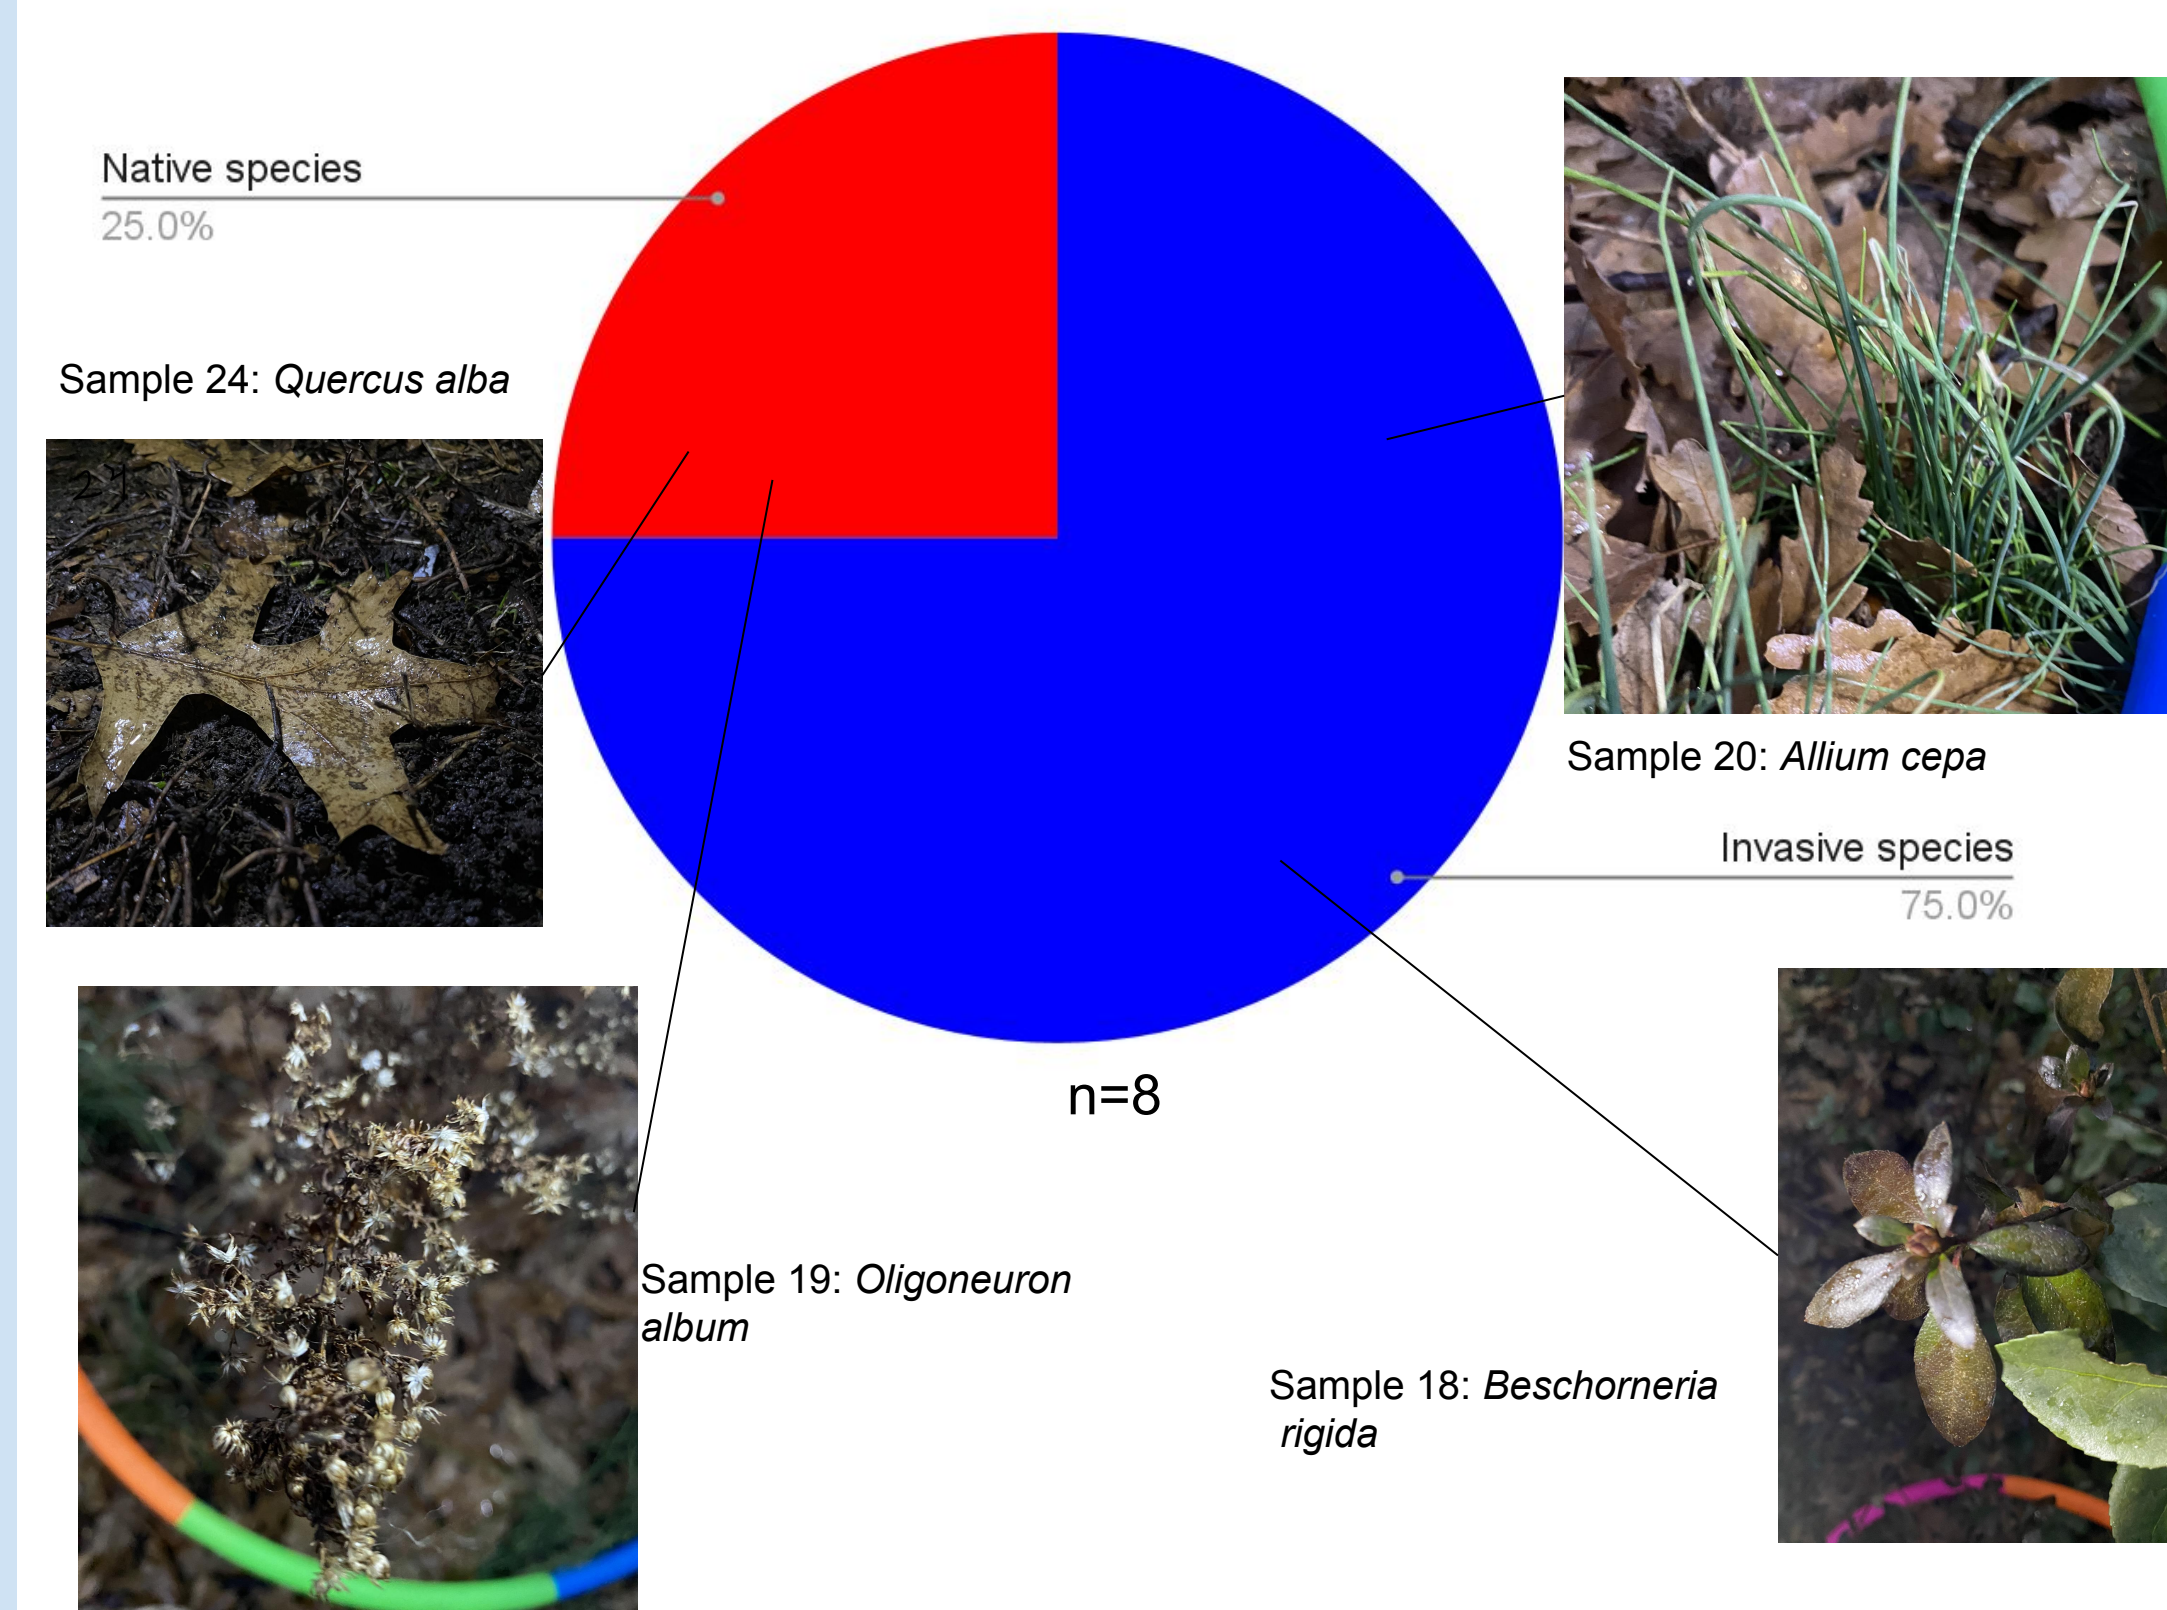 Native species
25.0%
Sample 24: Quercus alba
24
Sample 20: Allium cepa
Invasive species
75.0%
n=8
Sample 19: Oligoneuron
album
Sample 18: Beschorneria
rigida